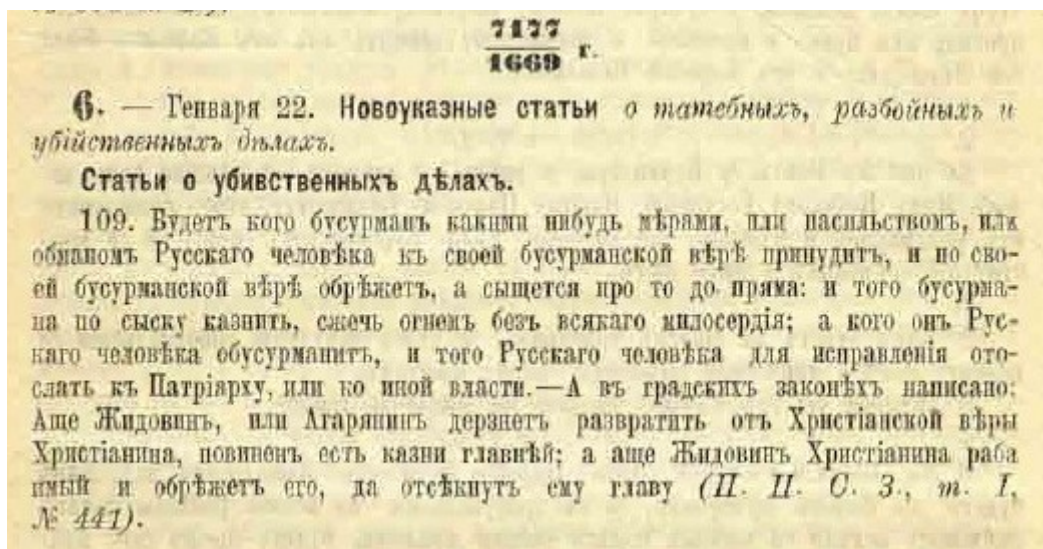 7177
1669 г.
6. — Генваря 22. Новоуказные статьи о татебныхъ, разбойныхъ и
убійственныхъ дѣлахъ.
Статьи о убивственныхъ дѣлахъ.
109. Будетъ кого бусурманъ какими нибудь мѣрами, или насильствомъ, или
обманомъ Русскаго человѣка къ своей бусурманской вѣрѣ принудитъ, и по сво-
ей бусурманской вѣрѣ обрѣжетъ, а сыщется про то до пряма: и того бусурма-
на по сыску казнить, сжечь огнемъ безъ всякаго милосердія; а кого онъ Рус-
каго человѣка обусурманитъ, и того Русскаго человѣка для исправленія ото-
слать къ Патріарху, или ко иной власти.—А въ градскихъ законѣхъ написано:
Аще Жидовинъ, или Агарянинъ дерзнетъ развратить отъ Христіанской вѣры
Христіанина, повиненъ есть казни главнѣй; а аще Жидовинъ Христіанина раба
имый и обрѣжетъ его, да отсѣкнутъ ему главу (П. П. С. З., т. I,
№ 441).